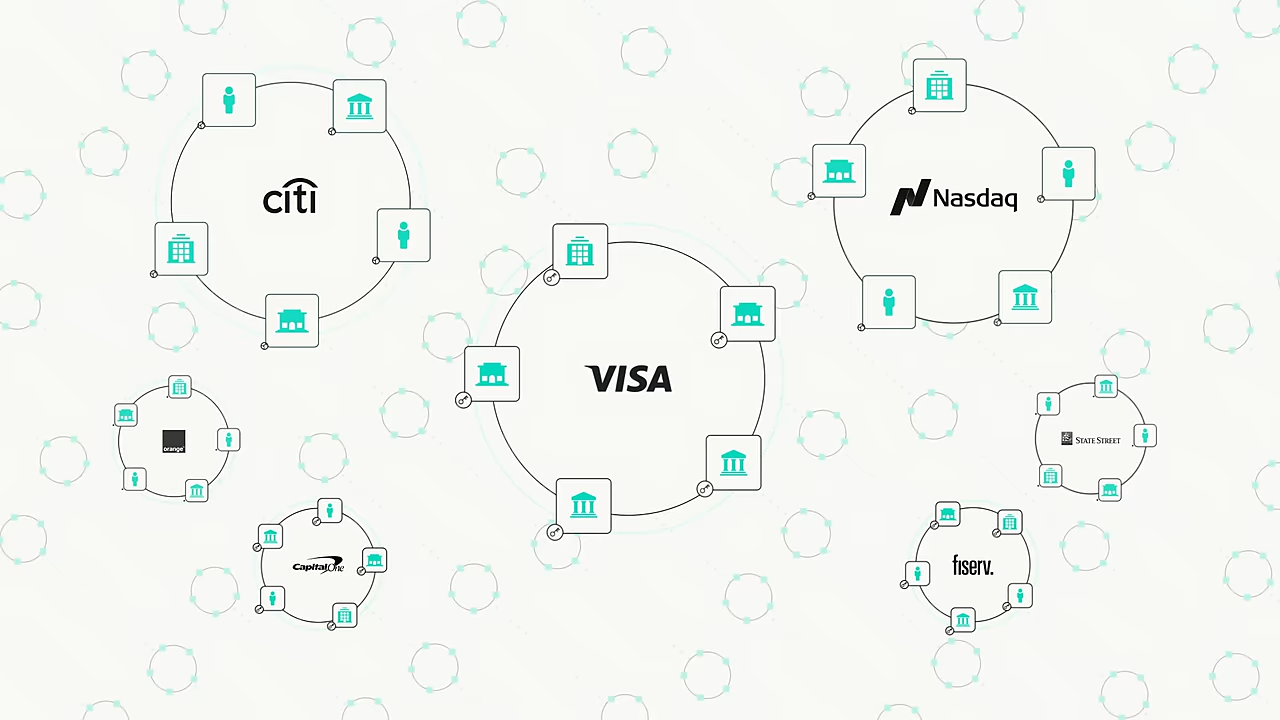 citi
Nasdaq
VISA
orange
STATE STREET
Capital One
fiserv.